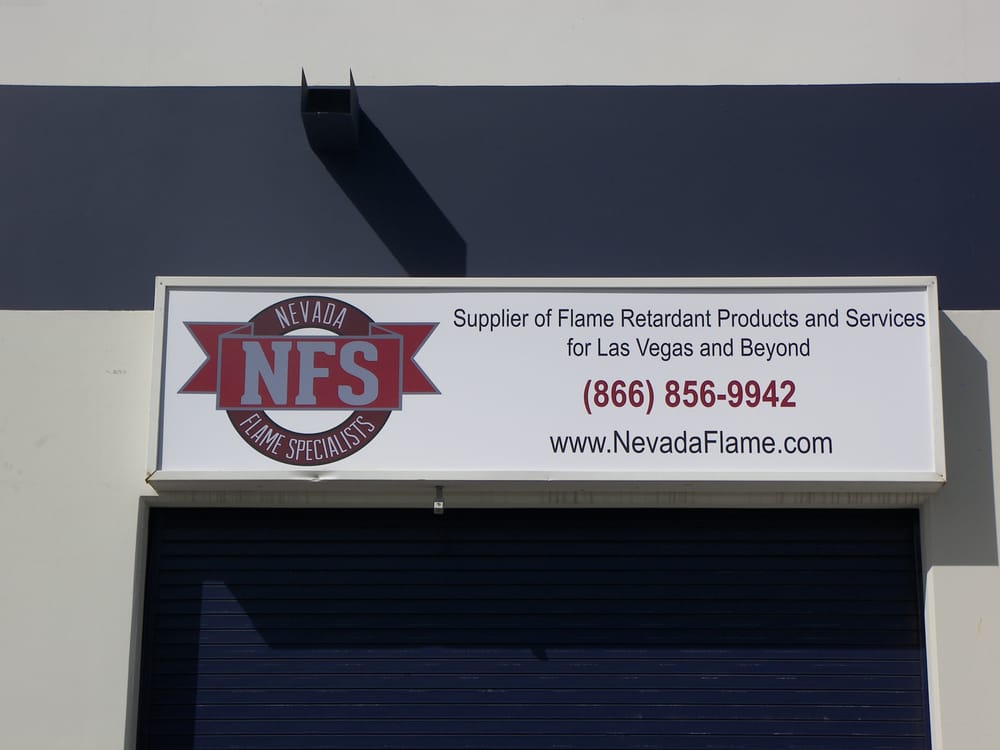 NEVADA
NFS
FLAME SPECIALISTS
Supplier of Flame Retardant Products and Services
for Las Vegas and Beyond
(866) 856-9942
www.NevadaFlame.com